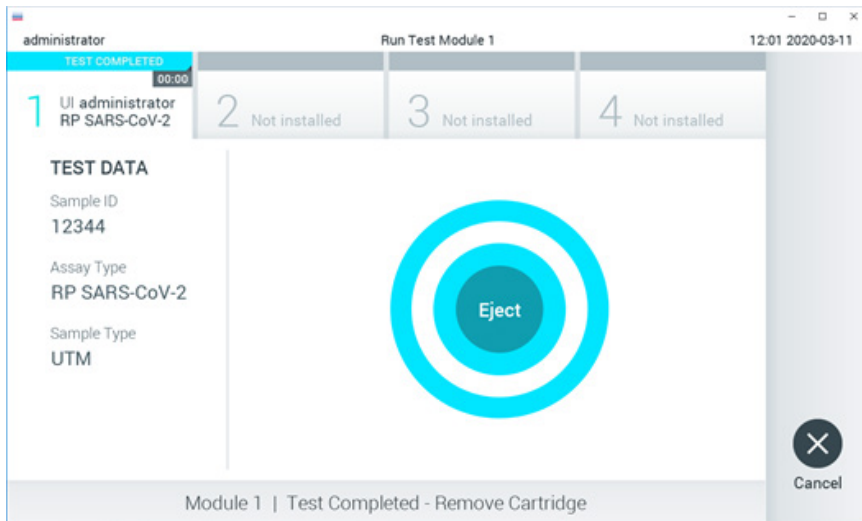 administrator Run Test Module 1 12:01 2020-03-11
TEST COMPLETED
00:00
1 UI administrator
RP SARS-CoV-2
2 Not installed
3 Not installed
4 Not installed
TEST DATA
Sample ID
12344
Assay Type
RP SARS-CoV-2
Sample Type
UTM
Eject
Cancel
Module 1 | Test Completed - Remove Cartridge